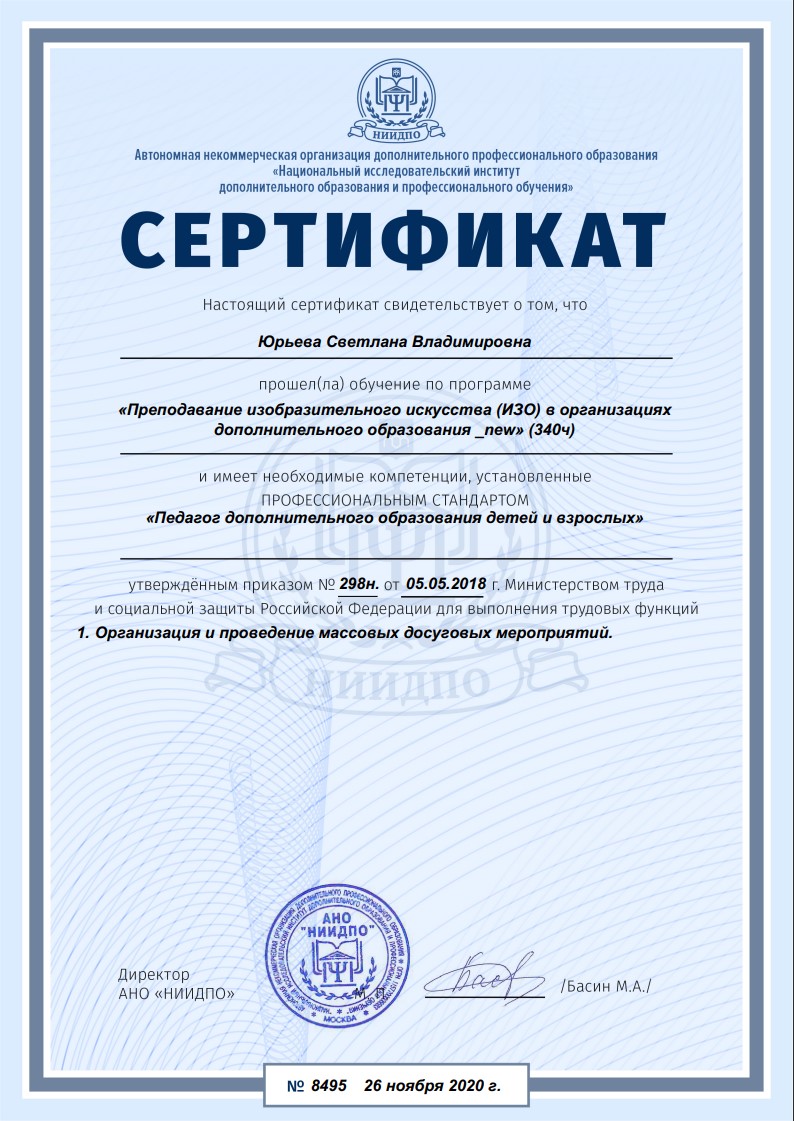 НИИДПО
Автономная некоммерческая организация дополнительного профессионального образования
«Национальный исследовательский институт
дополнительного образования и профессионального обучения»
СЕРТИФИКАТ
Настоящий сертификат свидетельствует о том, что
Юрьева Светлана Владимировна
прошел(ла) обучение по программе
«Преподавание изобразительного искусства (ИЗО) в организациях
дополнительного образования _new» (340ч)
и имеет необходимые компетенции, установленные
ПРОФЕССИОНАЛЬНЫМ СТАНДАРТОМ
«Педагог дополнительного образования детей и взрослых»
утверждённым приказом № 298н. от 05.05.2018 г. Министерством труда
и социальной защиты Российской Федерации для выполнения трудовых функций
1. Организация и проведение массовых досуговых мероприятий.
НИИДПО
АНО
"НИИДПО"
МОСКВА
Директор
АНО «НИИДПО»
/Басин М.А./
№ 8495 26 ноября 2020 г.